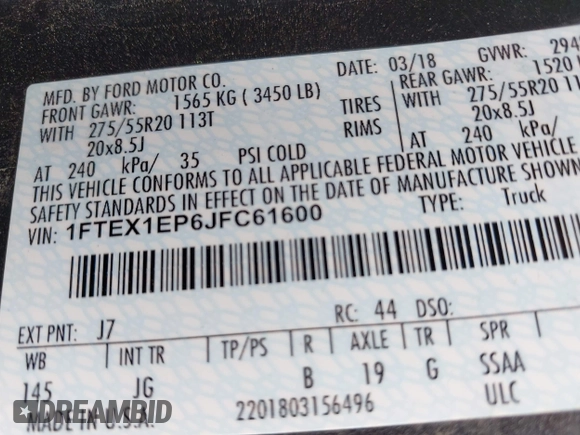 MFD. BY FORD MOTOR CO. DATE: 03/18 GVWR:
FRONT GAWR: 1565 KG ( 3450 LB) REAR GAWR: 1520
WITH 275/55R20 113T TIRES WITH 275/55R20
20x8.5J RIMS 20x8.5J
AT 240 kPa/ 35 PSI COLD AT 240 kPa/
THIS VEHICLE CONFORMS TO ALL APPLICABLE FEDERAL MOTOR VEHICLE
SAFETY STANDARDS IN EFFECT ON THE DATE OF MANUFACTURE SHOWN
VIN: 1FTEX1EP6JFC61600 TYPE: Truck
RC: 44 DSO:
EXT PNT: J7
WB INT TR TP/PS R AXLE TR SPR
145 JG B 19 G SSAA
ULC
2201803156496
MADE IN U.S.A.
DREAMBID